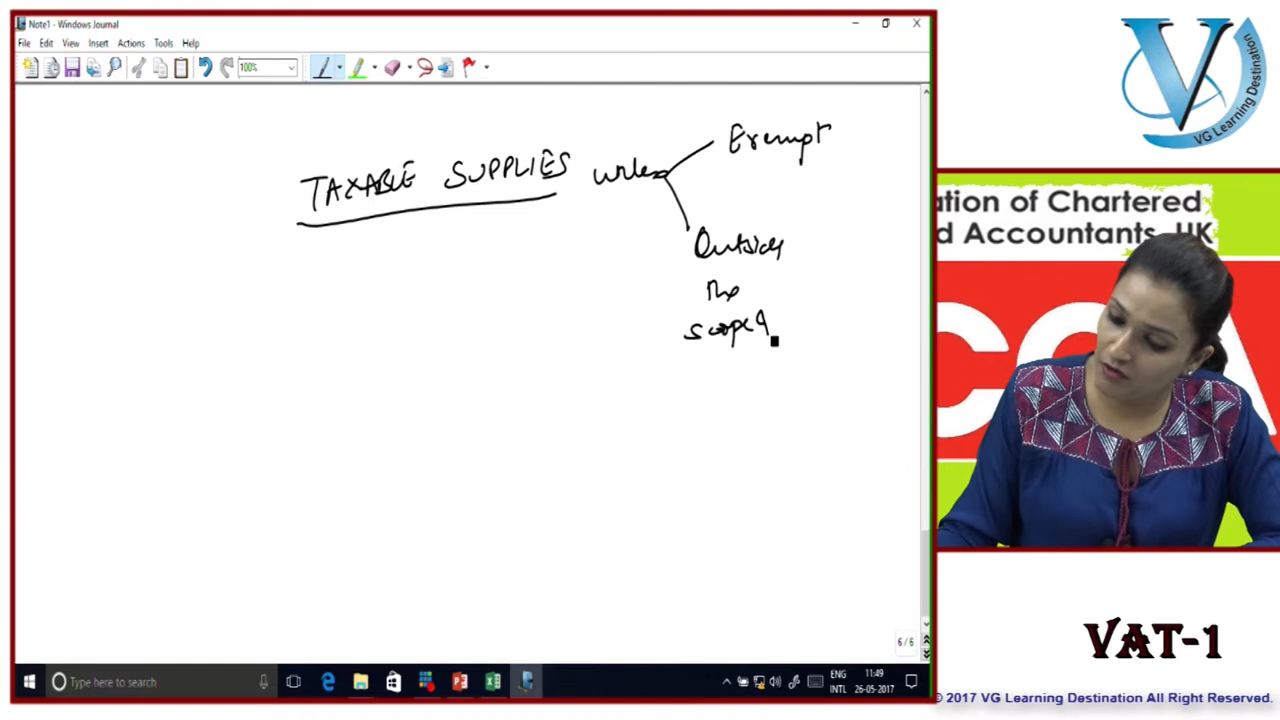 Note1 - Windows Journal
File Edit View Insert Actions Tools Help
100%
TAXABLE SUPPLIES unless
Exempt
Outside
the
scope of
6 / 6
Type here to search
ENG
INTL
11:49
26-05-2017
V
VG Learning Destination
ation of Chartered
d Accountants, UK
CCA
VAT-1
© 2017 VG Learning Destination All Right Reserved.